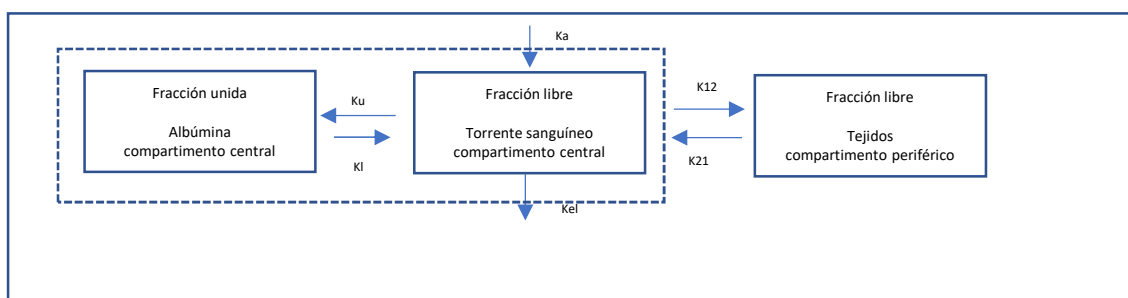 Ka
Fracción unida
Albúmina
compartimento central
Ku
Kl
Fracción libre
Torrente sanguíneo
compartimento central
K12
K21
Fracción libre
Tejidos
compartimento periférico
Kel